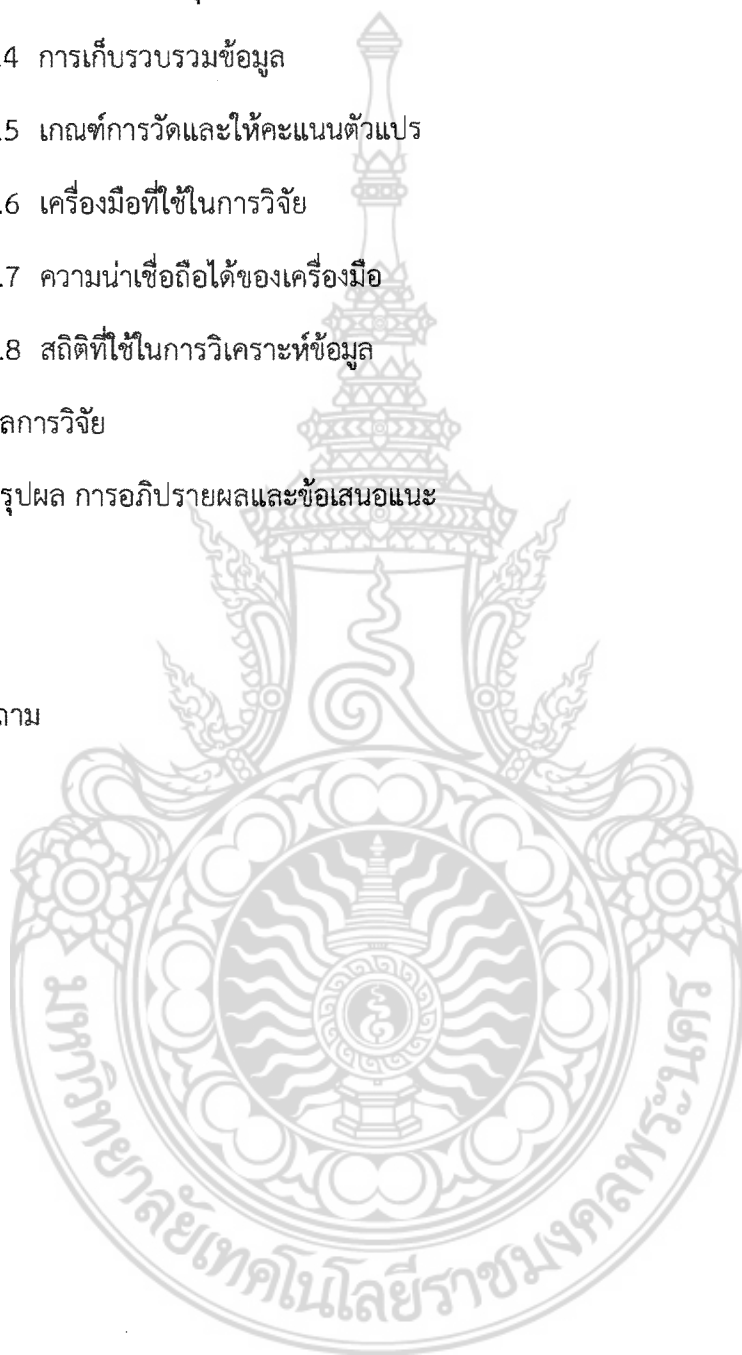 .4 การเก็บรวบรวมข้อมูล
.5 เกณฑ์การวัดและให้คะแนนตัวแปร
.6 เครื่องมือที่ใช้ในการวิจัย
.7 ความน่าเชื่อถือได้ของเครื่องมือ
.8 สถิติที่ใช้ในการวิเคราะห์ข้อมูล
ลการวิจัย
รุปผล การอภิปรายผลและข้อเสนอแนะ
ถาม
มหาวิทยาลัยเทคโนโลยีราชมงคลพระนคร